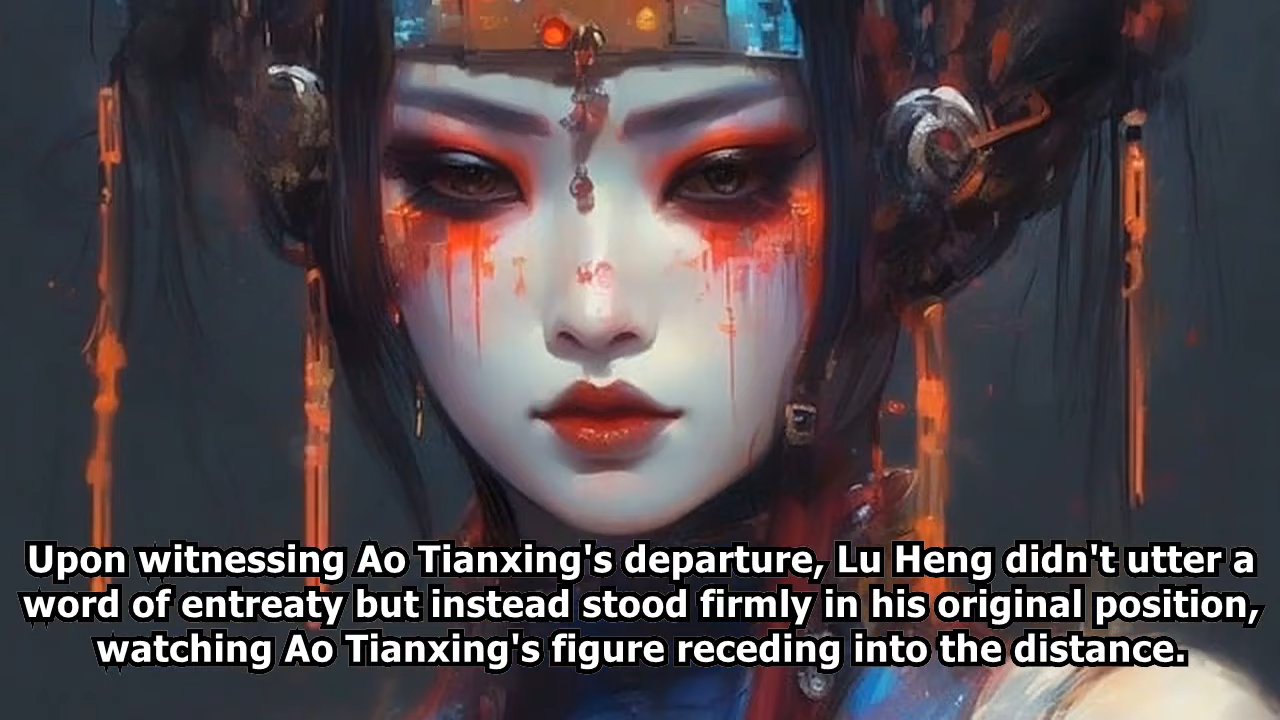 Upon witnessing Ao Tianxing's departure, Lu Heng didn't utter a
word of entreaty but instead stood firmly in his original position,
watching Ao Tianxing's figure receding into the distance.